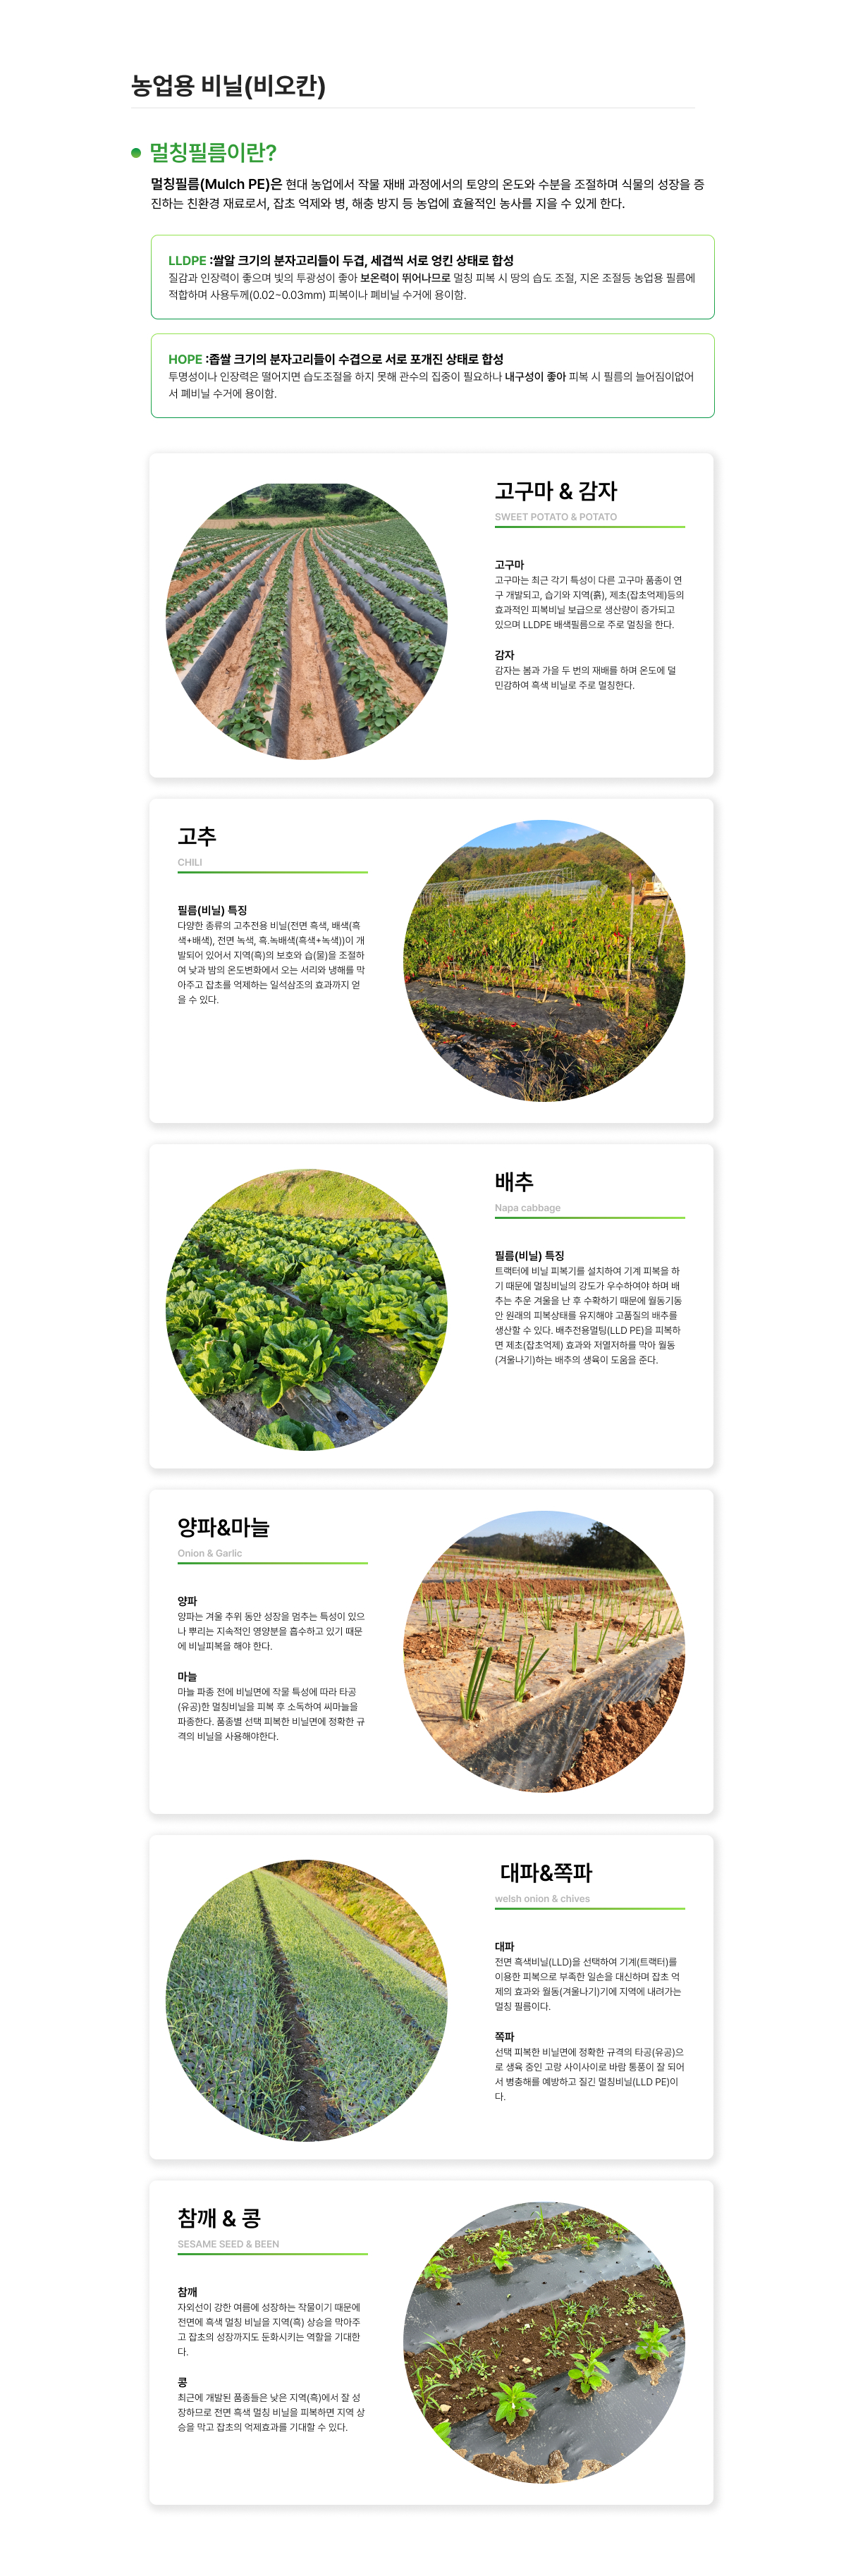 농업용 비닐(비오칸)
멀칭필름이란?
멀칭필름(Mulch PE)은 현대 농업에서 작물 재배 과정에서의 토양의 온도와 수분을 조절하며 식물의 성장을 증
진하는 친환경 재료로서, 잡초 억제와 병, 해충 방지 등 농업에 효율적인 농사를 지을 수 있게 한다.
LLDPE :쌀알 크기의 분자고리들이 두겹, 세겹씩 서로 엉킨 상태로 합성
질감과 인장력이 좋으며 빛의 투광성이 좋아 보온력이 뛰어나므로 멀칭 피복 시 땅의 습도 조절, 지온 조절등 농업용 필름에
적합하며 사용두께(0.02~0.03mm) 피복이나 폐비닐 수거에 용이함.
HOPE :좁쌀 크기의 분자고리들이 수겹으로 서로 포개진 상태로 합성
투명성이나 인장력은 떨어지면 습도조절을 하지 못해 관수의 집중이 필요하나 내구성이 좋아 피복 시 필름의 늘어짐이없어
서 폐비닐 수거에 용이함.
고구마 & 감자
SWEET POTATO & POTATO
고구마
고구마는 최근 각기 특성이 다른 고구마 품종이 연
구 개발되고, 습기와 지역(흙), 제초(잡초억제)등의
효과적인 피복비닐 보급으로 생산량이 증가되고
있으며 LLDPE 배색필름으로 주로 멀칭을 한다.
감자
감자는 봄과 가을 두 번의 재배를 하며 온도에 덜
민감하여 흑색 비닐로 주로 멀칭한다.
고추
CHILI
필름(비닐) 특징
다양한 종류의 고추전용 비닐(전면 흑색, 배색(흑
색+배색), 전면 녹색, 흑.녹배색(흑색+녹색))이 개
발되어 있어서 지역(흑)의 보호와 습(물)을 조절하
여 낮과 밤의 온도변화에서 오는 서리와 냉해를 막
아주고 잡초를 억제하는 일석삼조의 효과까지 얻
을 수 있다.
배추
Napa cabbage
필름(비닐) 특징
트랙터에 비닐 피복기를 설치하여 기계 피복을 하
기 때문에 멀칭비닐의 강도가 우수하여야 하며 배
추는 추운 겨울을 난 후 수확하기 때문에 월동기동
안 원래의 피복상태를 유지해야 고품질의 배추를
생산할 수 있다. 배추전용멀팅(LLD PE)을 피복하
면 제초(잡초억제) 효과와 저열저하를 막아 월동
(겨울나기)하는 배추의 생육이 도움을 준다.
양파&마늘
Onion & Garlic
양파
양파는 겨울 추위 동안 성장을 멈추는 특성이 있으
나 뿌리는 지속적인 영양분을 흡수하고 있기 때문
에 비닐피복을 해야 한다.
마늘
마늘 파종 전에 비닐면에 작물 특성에 따라 타공
(유공)한 멀칭비닐을 피복 후 소독하여 씨마늘을
파종한다. 품종별 선택 피복한 비닐면에 정확한 규
격의 비닐을 사용해야한다.
대파&쪽파
welsh onion & chives
대파
전면 흑색비닐(LLD)을 선택하여 기계(트랙터)를
이용한 피복으로 부족한 일손을 대신하며 잡초 억
제의 효과와 월동(겨울나기)기에 지역에 내려가는
멀칭 필름이다.
쪽파
선택 피복한 비닐면에 정확한 규격의 타공(유공)으
로 생육 중인 고랑 사이사이로 바람 통풍이 잘 되어
서 병충해를 예방하고 질긴 멀칭비닐(LLD PE)이
다.
참깨 & 콩
SESAME SEED & BEEN
참깨
자외선이 강한 여름에 성장하는 작물이기 때문에
전면에 흑색 멀칭 비닐을 지역(흑) 상승을 막아주
고 잡초의 성장까지도 둔화시키는 역할을 기대한
다.
콩
최근에 개발된 품종들은 낮은 지역(흑)에서 잘 성
장하므로 전면 흑색 멀칭 비닐을 피복하면 지역 상
승을 막고 잡초의 억제효과를 기대할 수 있다.